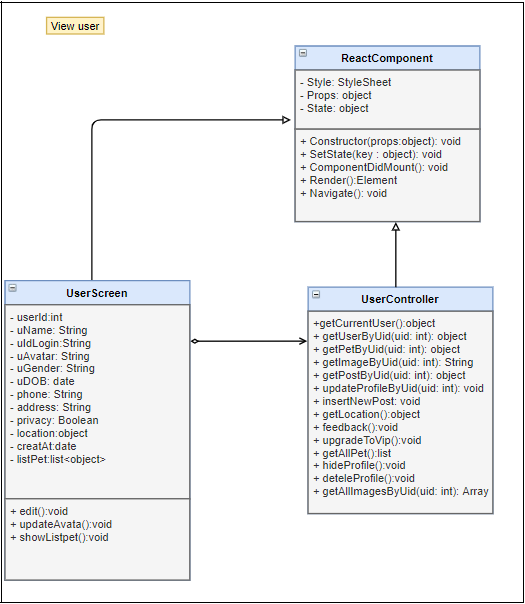 View user
ReactComponent
- Style: StyleSheet
- Props: object
- State: object
+ Constructor(props:object): void
+ SetState(key : object): void
+ ComponentDidMount(): void
+ Render():Element
+ Navigate(): void
UserScreen
- userId:int
- uName: String
- uIdLogin:String
- uAvatar: String
- uGender: String
- uDOB: date
- phone: String
- address: String
- privacy: Boolean
- location:object
- creatAt:date
- listPet:list<object>
+ edit():void
+ updateAvata():void
+ showListpet():void
UserController
+getCurrentUser():object
+ getUserByUid(uid: int): object
+ getPetByUid(uid: int): object
+ getImageByUid(uid: int): String
+ getPostByUid(uid: int): object
+ updateProfileByUid(uid: int): void
+ insertNewPost: void
+ getLocation():object
+ feedback():void
+ upgradeToVip():void
+ getAllPet():list
+ hideProfile():void
+ deteleProfile():void
+ getAllImagesByUid(uid: int): Array